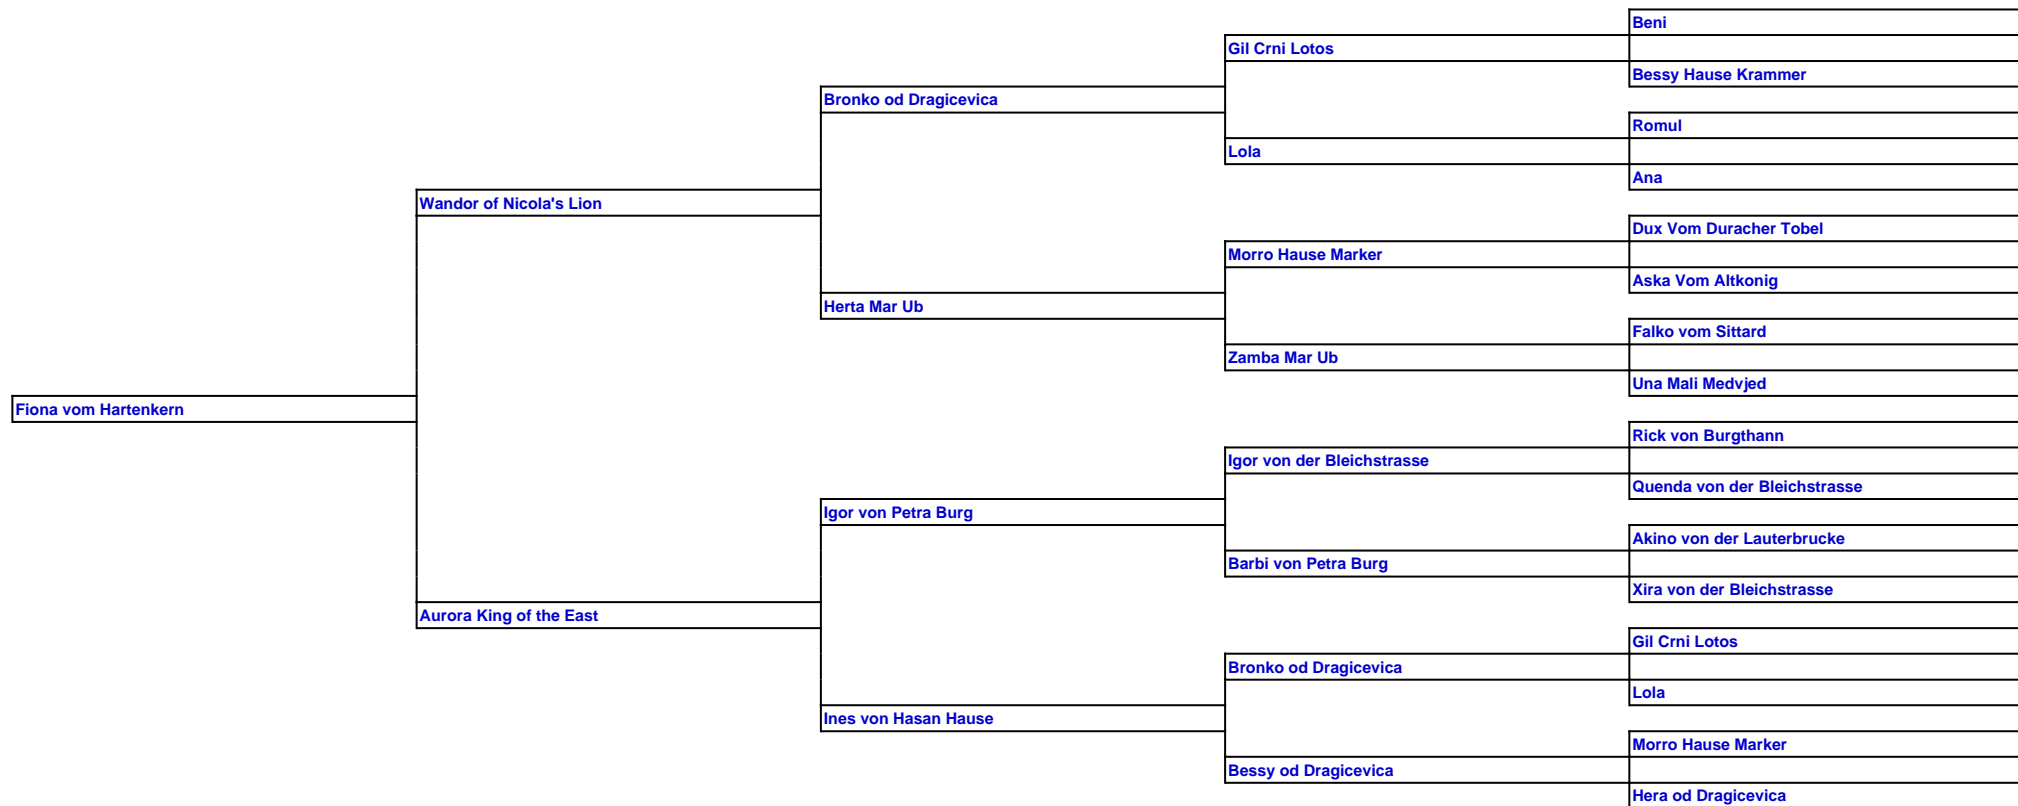 Beni
Gil Crni Lotos
Bessy Hause Krammer
Bronko od Dragicevica
Romul
Lola
Ana
Wandor of Nicola's Lion
Dux Vom Duracher Tobel
Morro Hause Marker
Aska Vom Altkonig
Herta Mar Ub
Falko vom Sittard
Zamba Mar Ub
Una Mali Medvjed
Fiona vom Hartenkern
Rick von Burgthann
Igor von der Bleichstrasse
Quenda von der Bleichstrasse
Igor von Petra Burg
Akino von der Lauterbrucke
Barbi von Petra Burg
Xira von der Bleichstrasse
Aurora King of the East
Gil Crni Lotos
Bronko od Dragicevica
Lola
Ines von Hasan Hause
Morro Hause Marker
Bessy od Dragicevica
Hera od Dragicevica